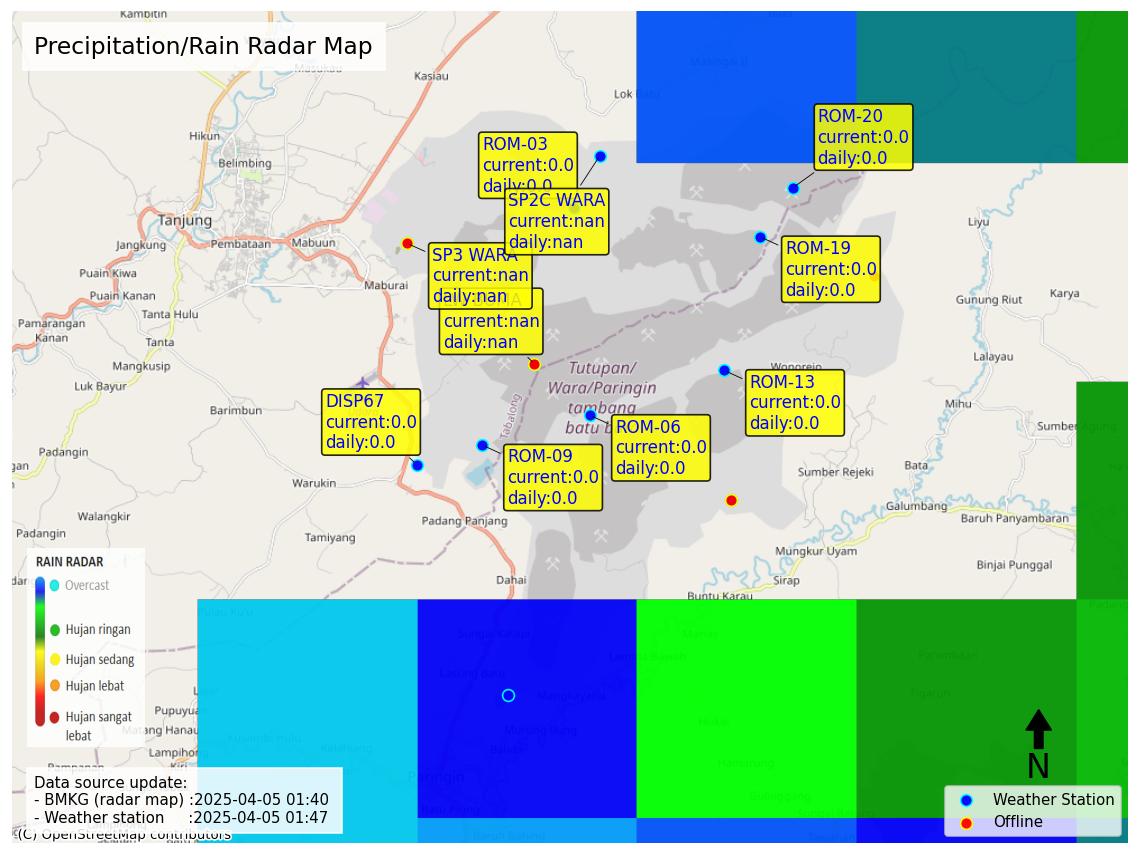 Precipitation/Rain Radar Map
Kambitin
Masukau
Kasiau
Hikun
Belimbing
Tanjung
Jangkung
Pembataan
Mabuun
Puain Kiwa
Puain Kanan
Maburai
Tanta Hulu
Pamarangan
Kanan
Tanta
Mangkusip
Luk Bayur
Barimbun
Padangin
Warukin
Walangkir
Padangin
Tamiyang
Padang Panjang
Dahai
Liyu
Gunung Riut
Karya
Lalayau
Wonorejo
Mihu
Sumber Agung
Sumber Rejeki
Bata
Galumbang
Baruh Panyambaran
Mungkur Uyam
Binjai Punggal
Sirap
Buntu Karau
Tabalong
Tutupan/
Wara/Paringin
tambang
ROM-03
current:0.0
daily:0.0
SP2C WARA
current:nan
daily:nan
SP3 WARA
current:nan
daily:nan
current:nan
daily:nan
ROM-20
current:0.0
daily:0.0
ROM-19
current:0.0
daily:0.0
ROM-13
current:0.0
daily:0.0
ROM-06
current:0.0
daily:0.0
ROM-09
current:0.0
daily:0.0
DISP67
current:0.0
daily:0.0
RAIN RADAR
Overcast
Hujan ringan
Hujan sedang
Hujan lebat
Hujan sangat
lebat
Pupuyuan
Matang Hanau
Lampihong
Kiri
Paringin
Data source update:
- BMKG (radar map) :2025-04-05 01:40
- Weather station :2025-04-05 01:47
(C) OpenStreetMap contributors
N
Weather Station
Offline